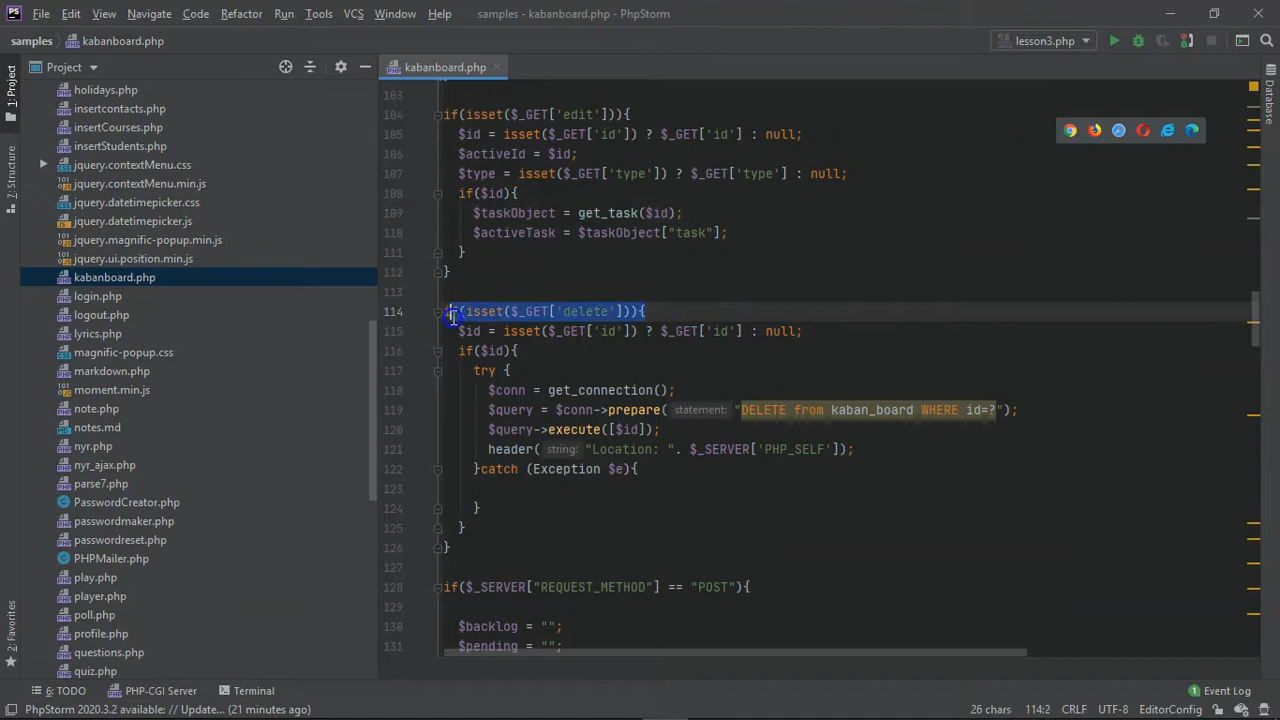 File Edit View Navigate Code Refactor Run Tools VCS Window Help samples - kabanboard.php - PhpStorm
samples kabanboard.php lesson3.php
Project kabanboard.php
1: Project
7: Structure
2: Favorites
Database
holidays.php
insertcontacts.php
insertCourses.php
insertStudents.php
jquery.contextMenu.css
jquery.contextMenu.min.js
jquery.datetimepicker.css
jquery.datetimepicker.js
jquery.magnific-popup.min.js
jquery.ui.position.min.js
kabanboard.php
login.php
logout.php
lyrics.php
magnific-popup.css
markdown.php
moment.min.js
note.php
notes.md
nyr.php
nyr_ajax.php
parse7.php
PasswordCreator.php
passwordmaker.php
passwordreset.php
PHPMailer.php
play.php
player.php
poll.php
profile.php
questions.php
quiz.php
103
104 if(isset($_GET['edit'])){
105 $id = isset($_GET['id']) ? $_GET['id'] : null;
106 $activeId = $id;
107 $type = isset($_GET['type']) ? $_GET['type'] : null;
108 if($id){
109 $taskObject = get_task($id);
110 $activeTask = $taskObject["task"];
111 }
112 }
113
114 if(isset($_GET['delete'])){
115 $id = isset($_GET['id']) ? $_GET['id'] : null;
116 if($id){
117 try {
118 $conn = get_connection();
119 $query = $conn->prepare( statement: "DELETE from kaban_board WHERE id=?");
120 $query->execute([$id]);
121 header( string: "Location: ". $_SERVER['PHP_SELF']);
122 }catch (Exception $e){
123
124 }
125 }
126 }
127
128 if($_SERVER["REQUEST_METHOD"] == "POST"){
129
130 $backlog = "";
131 $pending = "";
6: TODO PHP-CGI Server Terminal 1 Event Log
PhpStorm 2020.3.2 available: // Update... (21 minutes ago) 26 chars 114:2 CRLF UTF-8 EditorConfig